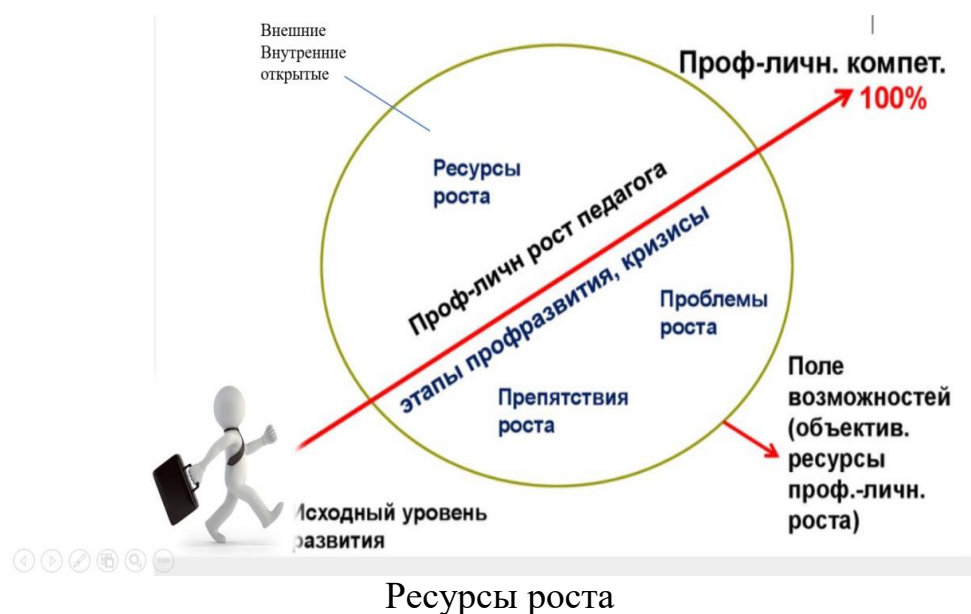 Внешние
Внутренние
открытые
Проф-личн. компет.
100%
Ресурсы
роста
Проф-личн рост педагога
этапы профразвития, кризисы
Проблемы
роста
Препятствия
роста
Поле
возможностей
(объектив.
ресурсы
проф.-личн.
роста)
Исходный уровень
развития
Ресурсы роста